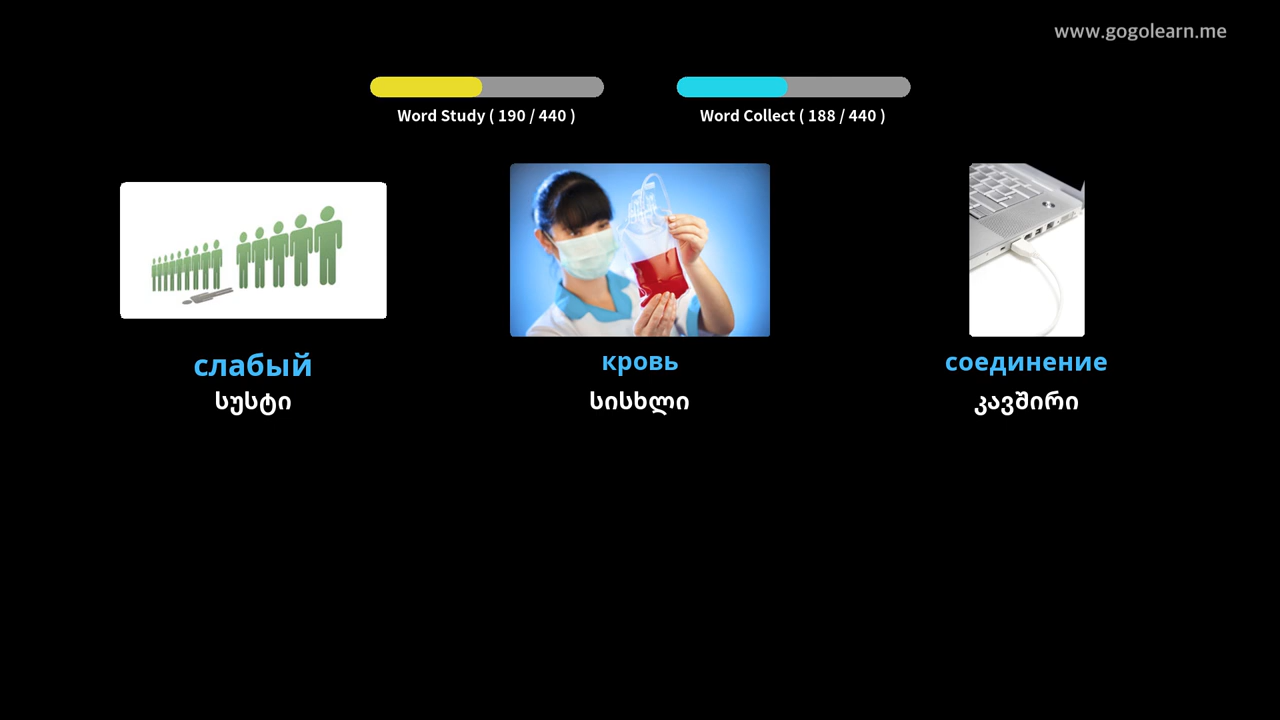 www.gogolearn.me
Word Study ( 190 / 440 )
Word Collect ( 188 / 440 )
слабый
სუსტი
кровь
სისხლი
соединение
კავშირი